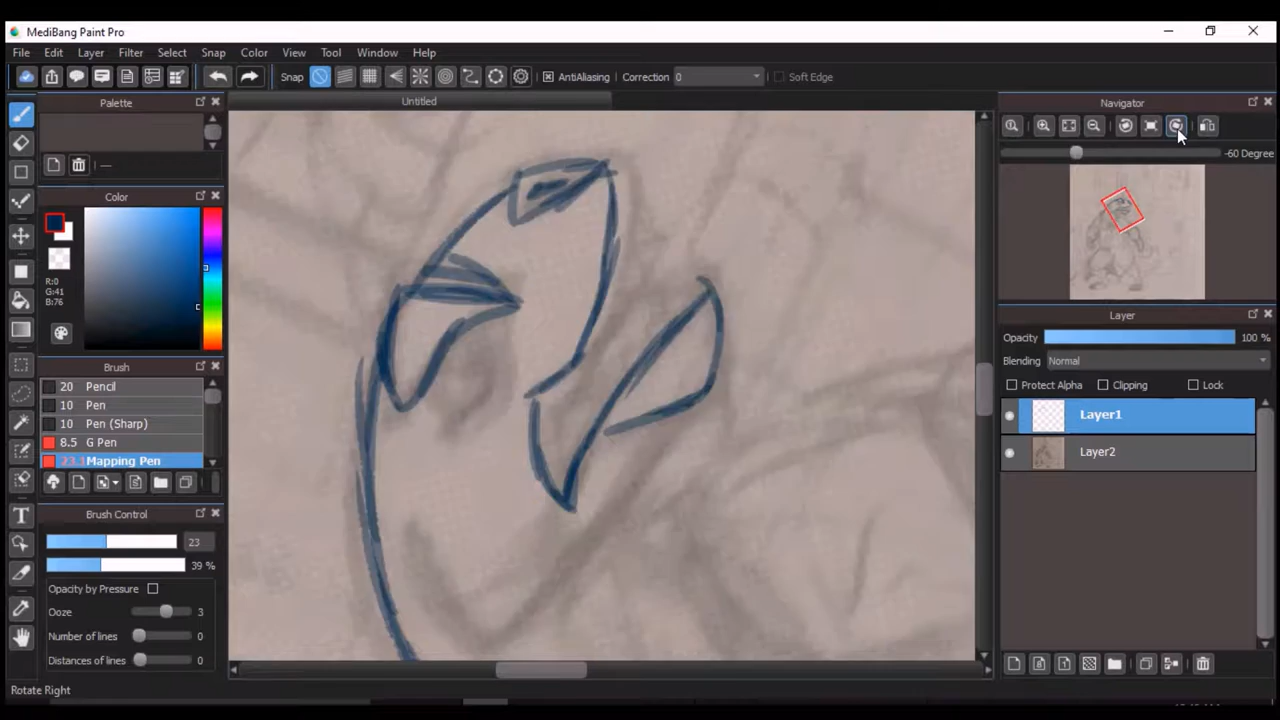 MediBang Paint Pro
File Edit Layer Filter Select Snap Color View Tool Window Help
Snap AntiAliasing Correction 0 Soft Edge
Palette
Untitled
Navigator
-60 Degree
Color
R:0
G:41
B:76
Layer
Opacity 100 %
Blending Normal
Protect Alpha Clipping Lock
Layer1
Layer2
Brush
20 Pencil
10 Pen
10 Pen (Sharp)
8.5 G Pen
23.1 Mapping Pen
Brush Control
23
39 %
Opacity by Pressure
Ooze 3
Number of lines 0
Distances of lines 0
Rotate Right